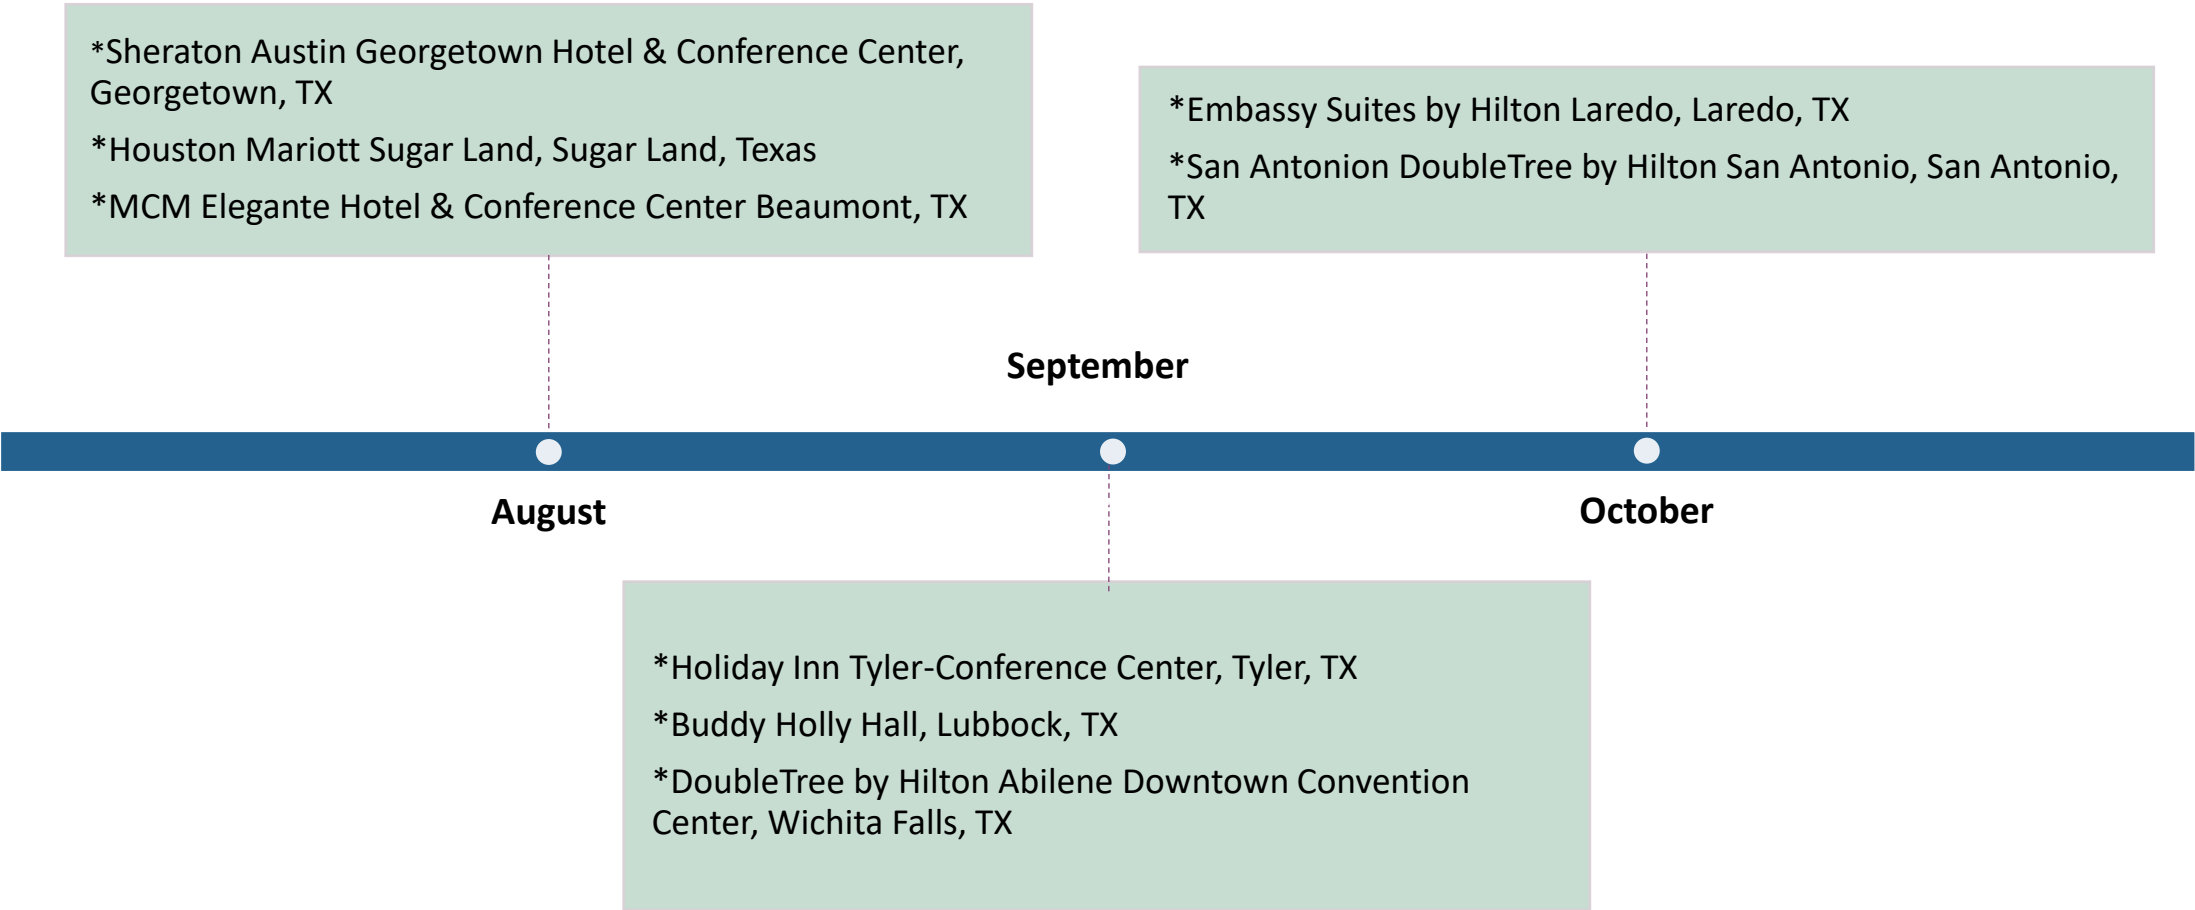 *Sheraton Austin Georgetown Hotel & Conference Center,
Georgetown, TX
*Houston Mariott Sugar Land, Sugar Land, Texas
*MCM Elegante Hotel & Conference Center Beaumont, TX
*Embassy Suites by Hilton Laredo, Laredo, TX
*San Antonion DoubleTree by Hilton San Antonio, San Antonio,
TX
September
August
October
*Holiday Inn Tyler-Conference Center, Tyler, TX
*Buddy Holly Hall, Lubbock, TX
*DoubleTree by Hilton Abilene Downtown Convention
Center, Wichita Falls, TX